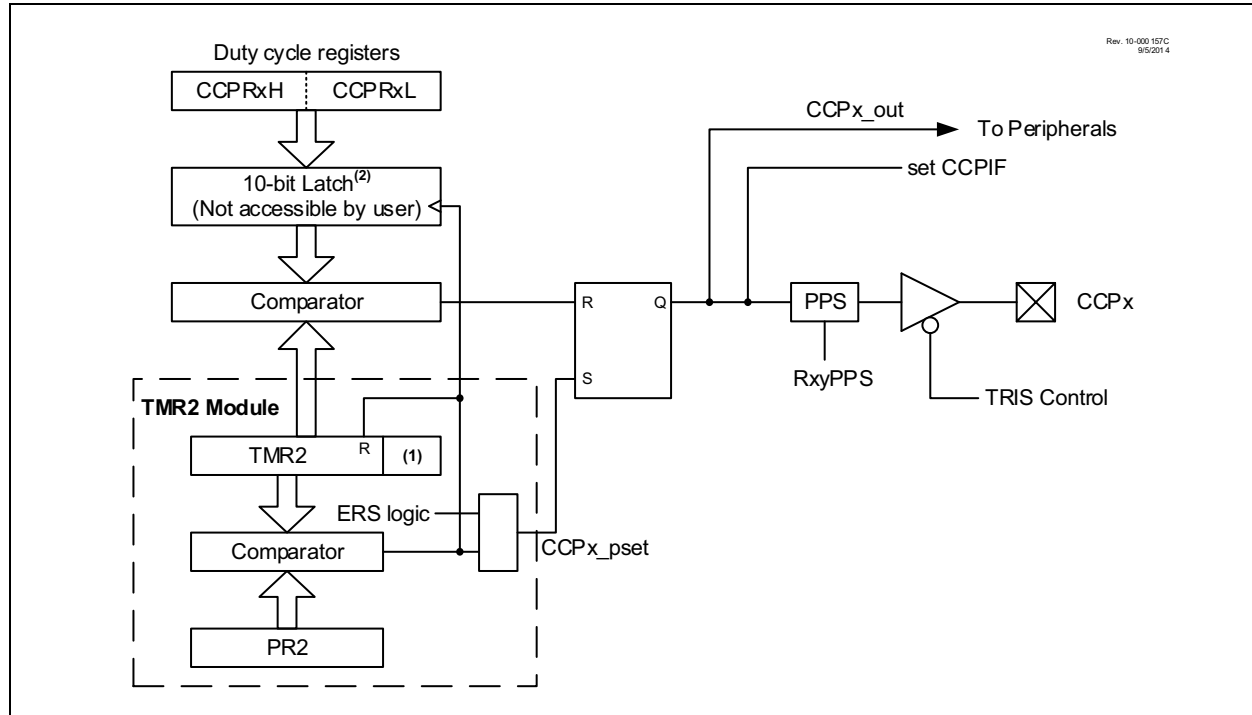 Rev. 10-000 157C
9/5/201 4
Duty cycle registers
CCPRxH CCPRxL
CCPx_out
To Peripherals
set CCPIF
10-bit Latch(2)
(Not accessible by user)
Comparator
R Q
PPS
CCPx
RxyPPS
S
TRIS Control
TMR2 Module
TMR2 R (1)
ERS logic
Comparator
CCPx_pset
PR2